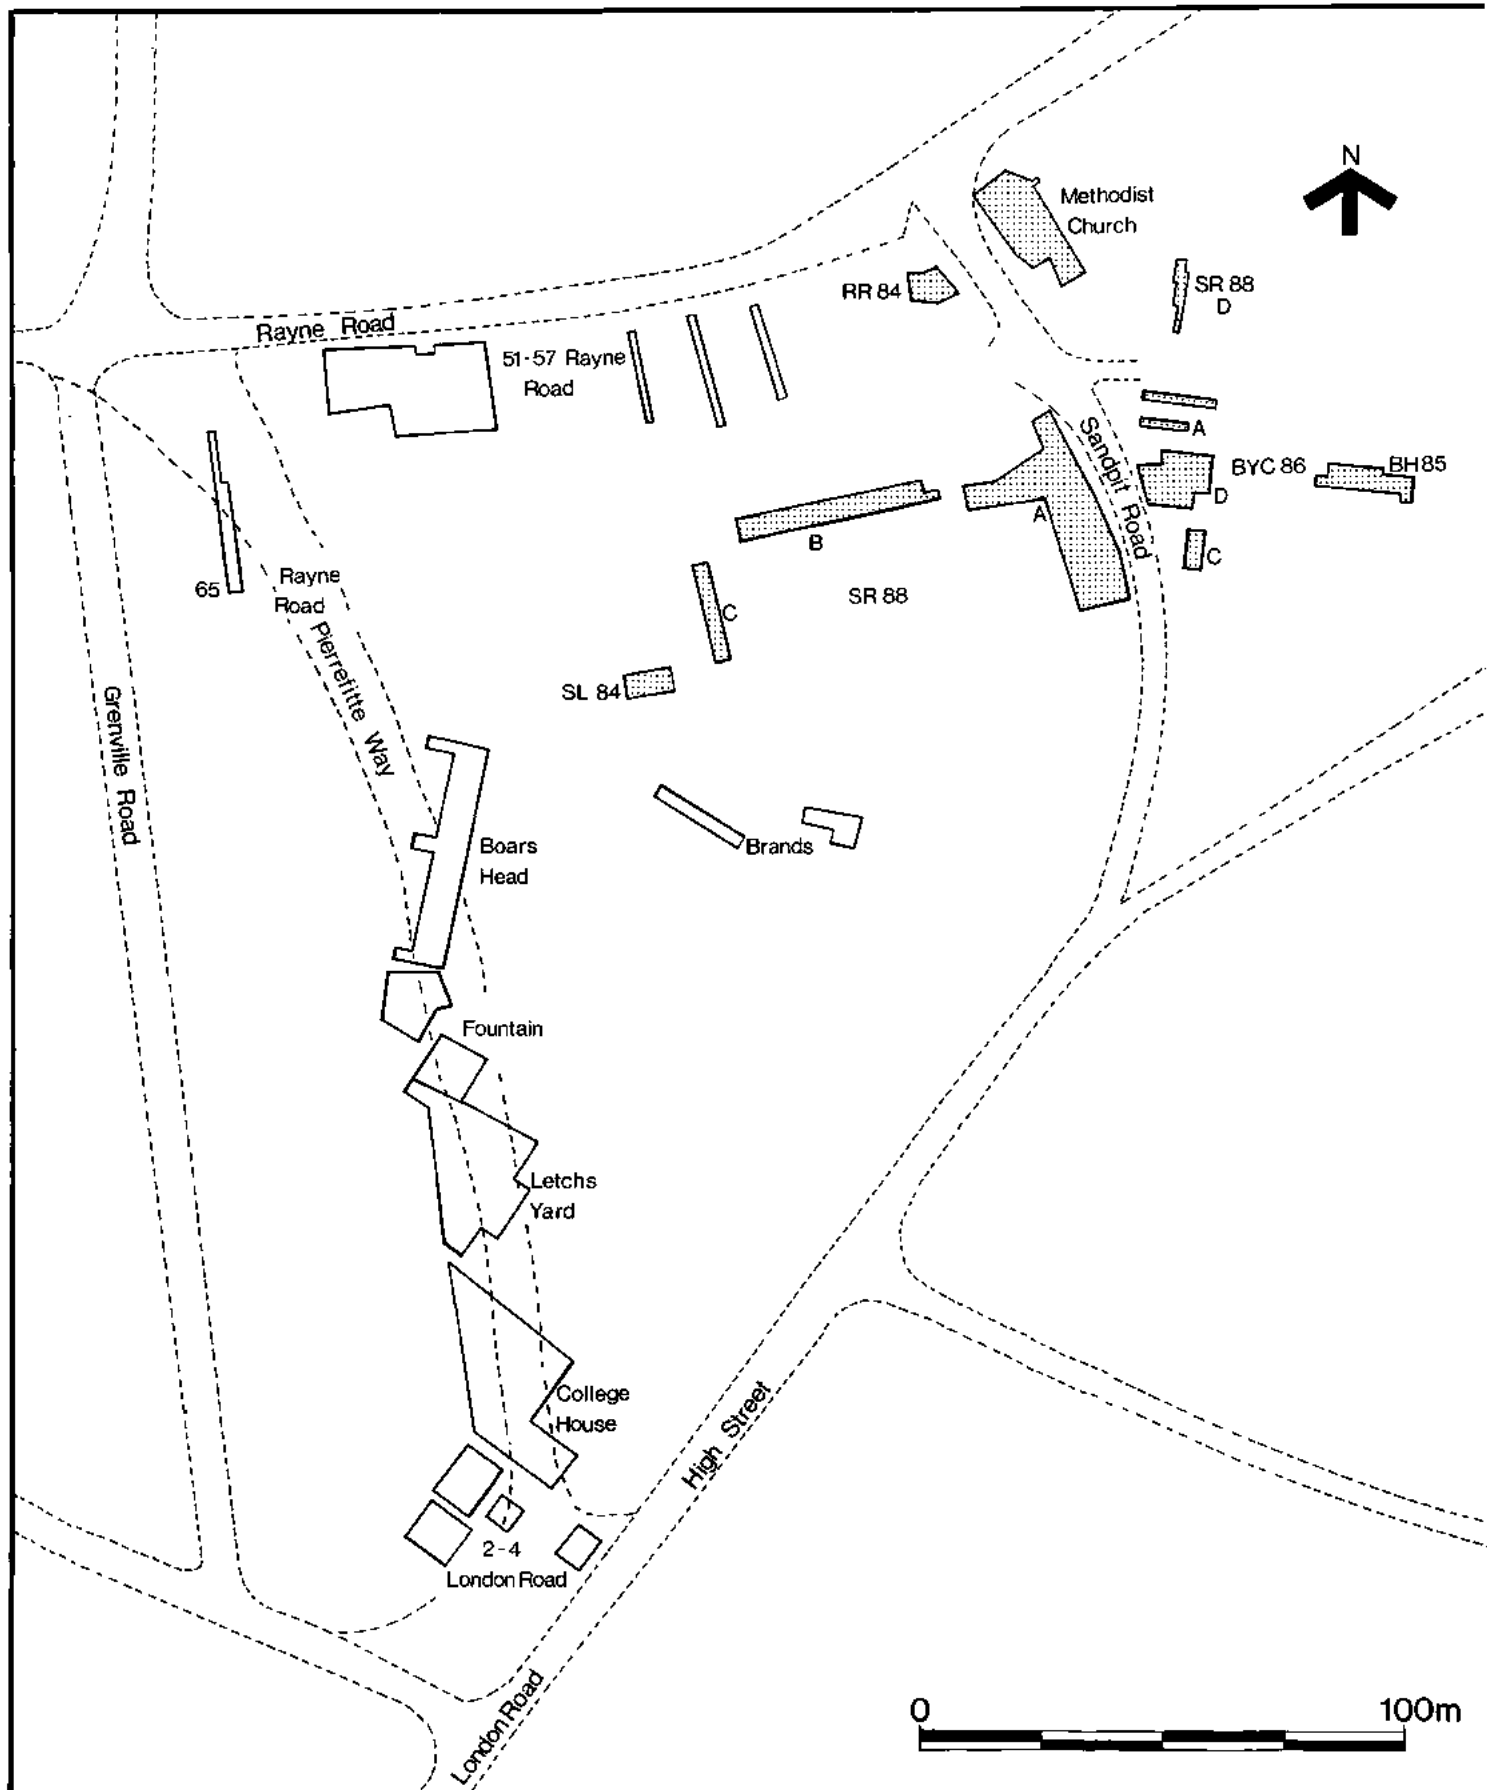 N
Methodist
Church
RR 84
SR 88
D
Rayne Road
51-57 Rayne
Road
A
Sandpit Road
BYC 86
BH85
D
A
B
C
65
Rayne
Road
SR 88
C
Pierrefitte Way
SL 84
Grenville Road
Boars
Head
Brands
Fountain
Letchs
Yard
College
House
High Street
2-4
London Road
London Road
0
100m